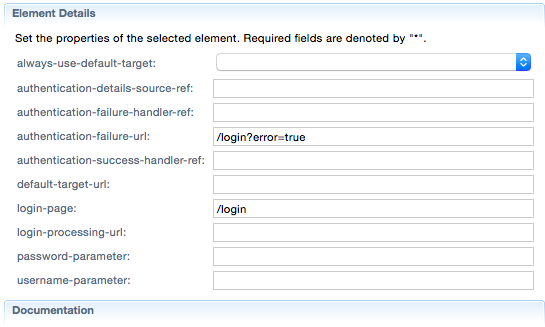 Element Details
Set the properties of the selected element. Required fields are denoted by "*".
always-use-default-target:
authentication-details-source-ref:
authentication-failure-handler-ref:
authentication-failure-url: /login?error=true
authentication-success-handler-ref:
default-target-url:
login-page: /login
login-processing-url:
password-parameter:
username-parameter:
Documentation